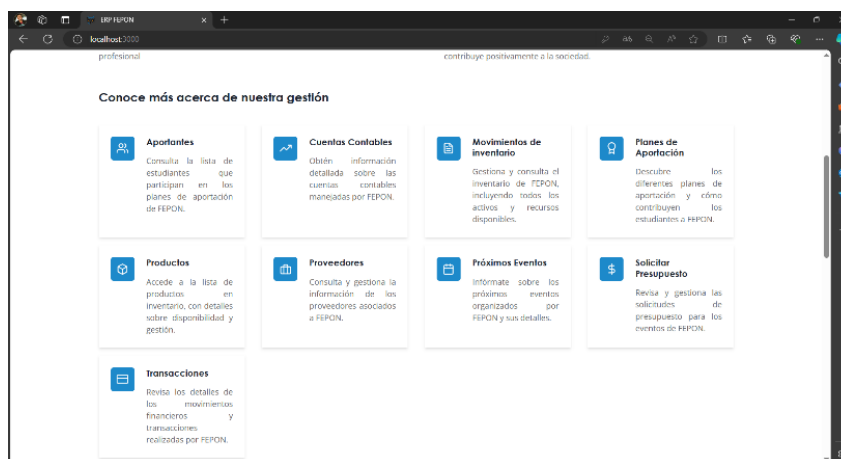 ERP FEPON
localhost:3000
profesional
contribuye positivamente a la sociedad.
Conoce más acerca de nuestra gestión
Aportantes
Consulta la lista de
estudiantes que
participan en los
planes de aportación
de FEPON.
Cuentas Contables
Obtén información
detallada sobre las
cuentas contables
manejadas por FEPON.
Movimientos de
inventario
Gestiona y consulta el
inventario de FEPON,
incluyendo todos los
activos y recursos
disponibles.
Planes de
Aportación
Descubre los
diferentes planes de
aportación y cómo
contribuyen los
estudiantes a FEPON.
Productos
Accede a la lista de
productos en
inventario, con detalles
sobre disponibilidad y
gestión.
Proveedores
Consulta y gestiona la
información de los
proveedores asociados
a FEPON.
Próximos Eventos
Infórmate sobre los
próximos eventos
organizados por
FEPON y sus detalles.
Solicitar
Presupuesto
Revisa y gestiona las
solicitudes de
presupuesto para los
eventos de FEPON.
Transacciones
Revisa los detalles de
los movimientos
financieros y
transacciones
realizadas por FEPON.